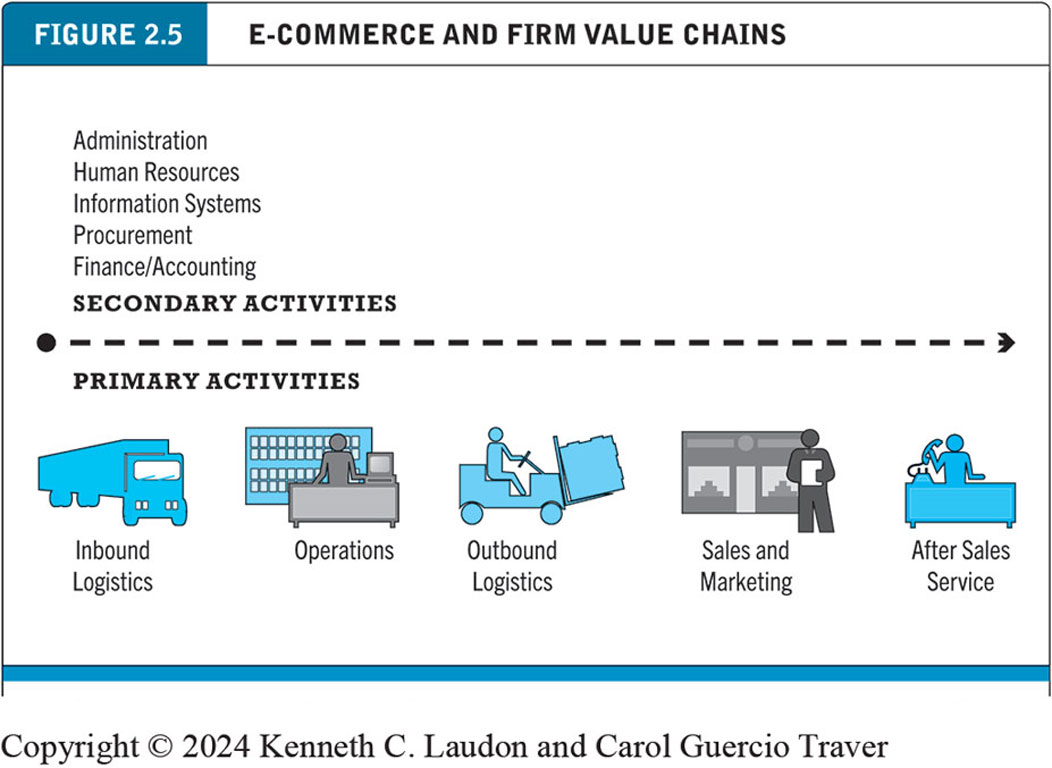 FIGURE 2.5 E-COMMERCE AND FIRM VALUE CHAINS
Administration
Human Resources
Information Systems
Procurement
Finance/Accounting
SECONDARY ACTIVITIES
PRIMARY ACTIVITIES
Inbound
Logistics
Operations
Outbound
Logistics
Sales and
Marketing
After Sales
Service
Copyright © 2024 Kenneth C. Laudon and Carol Guercio Traver